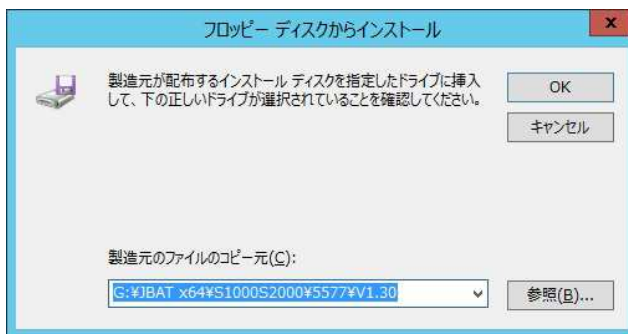 フロッピー ディスクからインストール
x
製造元が配布するインストール ディスクを指定したドライブに挿入
して、下の正しいドライブが選択されていることを確認してください。
OK
キャンセル
製造元のファイルのコピー元(C):
G:¥JBAT x64¥S1000S2000¥5577¥V1.30
参照(B)...